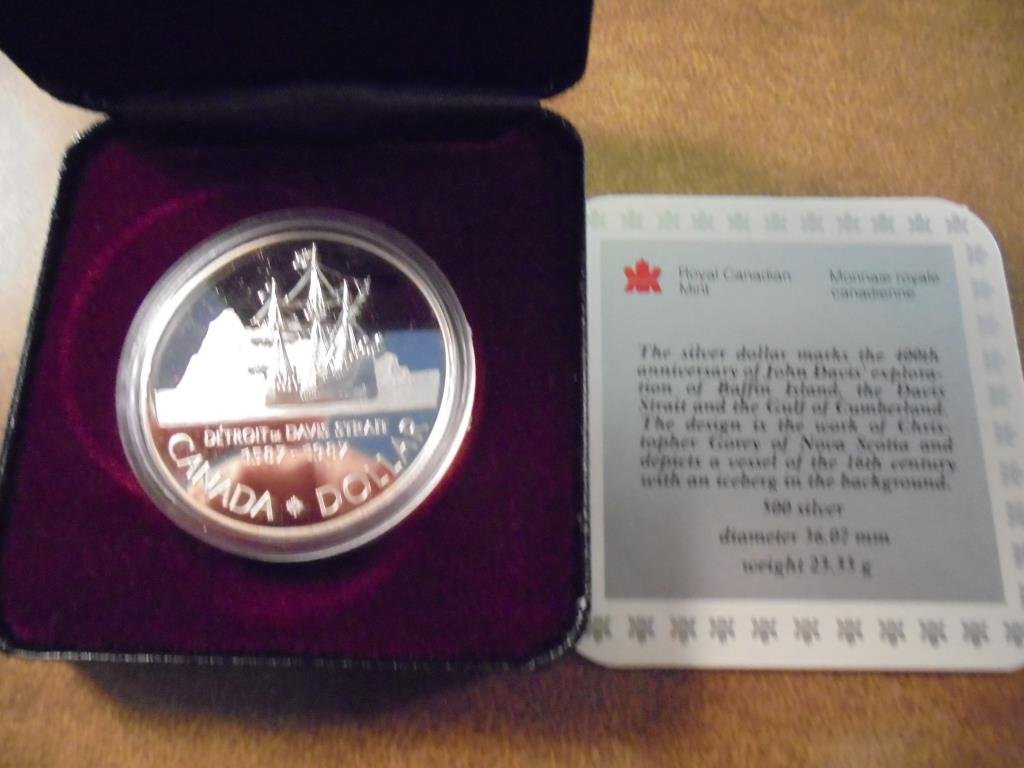 DÉTROIT DE DAVIS STRAIT
1587 - 1987
CANADA DOLLAR
Royal Canadian
Mint
Monnaie royale
canadienne
The silver dollar marks the 400th
anniversary of John Davis' explora-
tion of Baffin Island, the Davis
Strait and the Gulf of Cumberland.
The design is the work of Chris-
topher Gorey of Nova Scotia and
depicts a vessel of the 16th century
with an iceberg in the background.
500 silver
diameter 36.07 mm
weight 23.33 g